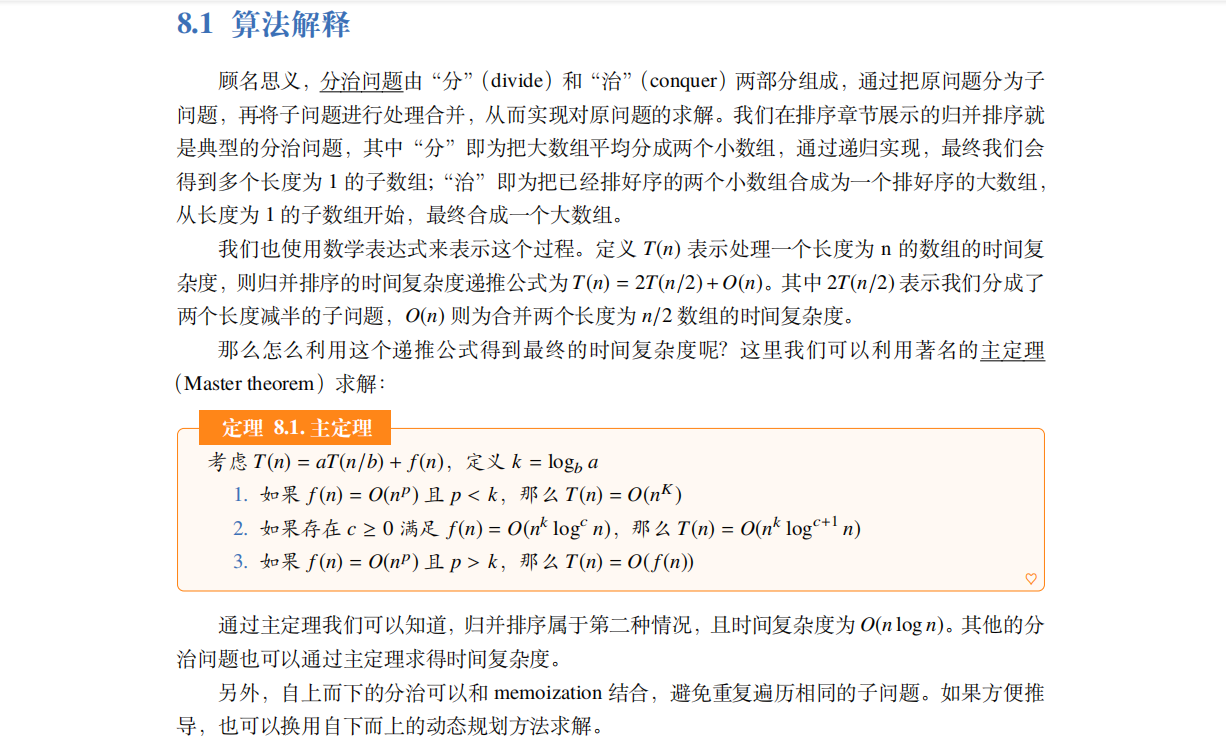 8.1 算法解释
顾名思义，分治问题由“分”（divide）和“治”（conquer）两部分组成，通过把原问题分为子
问题，再将子问题进行处理合并，从而实现对原问题的求解。我们在排序章节展示的归并排序就
是典型的分治问题，其中“分”即为把大数组平均分成两个小数组，通过递归实现，最终我们会
得到多个长度为 1 的子数组；“治”即为把已经排好序的两个小数组合成为一个排好序的大数组，
从长度为 1 的子数组开始，最终合成一个大数组。
我们也使用数学表达式来表示这个过程。定义 T(n) 表示处理一个长度为 n 的数组的时间复
杂度，则归并排序的时间复杂度递推公式为 T(n) = 2T(n/2) + O(n)。其中 2T(n/2) 表示我们分成了
两个长度减半的子问题，O(n) 则为合并两个长度为 n/2 数组的时间复杂度。
那么怎么利用这个递推公式得到最终的时间复杂度呢？这里我们可以利用著名的主定理
（Master theorem）求解：
定理 8.1. 主定理
考虑 T(n) = aT(n/b) + f(n)，定义 k = log_b a
1. 如果 f(n) = O(n^p) 且 p < k，那么 T(n) = O(n^K)
2. 如果存在 c ≥ 0 满足 f(n) = O(n^k log^c n)，那么 T(n) = O(n^k log^{c+1} n)
3. 如果 f(n) = O(n^p) 且 p > k，那么 T(n) = O(f(n))
通过主定理我们可以知道，归并排序属于第二种情况，且时间复杂度为 O(n log n)。其他的分
治问题也可以通过主定理求得时间复杂度。
另外，自上而下的分治可以和 memoization 结合，避免重复遍历相同的子问题。如果方便推
导，也可以换用自下而上的动态规划方法求解。